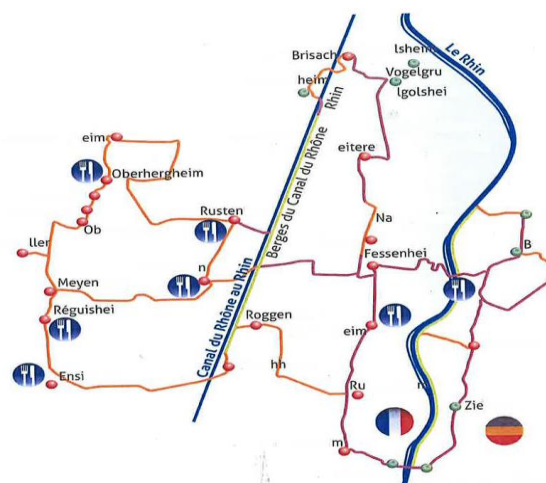 Brisach
lsheim
Le Rhin
Vogelgru
lgolshei
heim
Rhin
eim
Oberhergheim
eitere
Berges du Canal du Rhône
Rusten
Na
Ob
ller
Fessenhei
B
n
Meyen
Canal du Rhône au Rhin
Réguishei
Roggen
eim
hh
Ensi
Ru
n
Zie
m